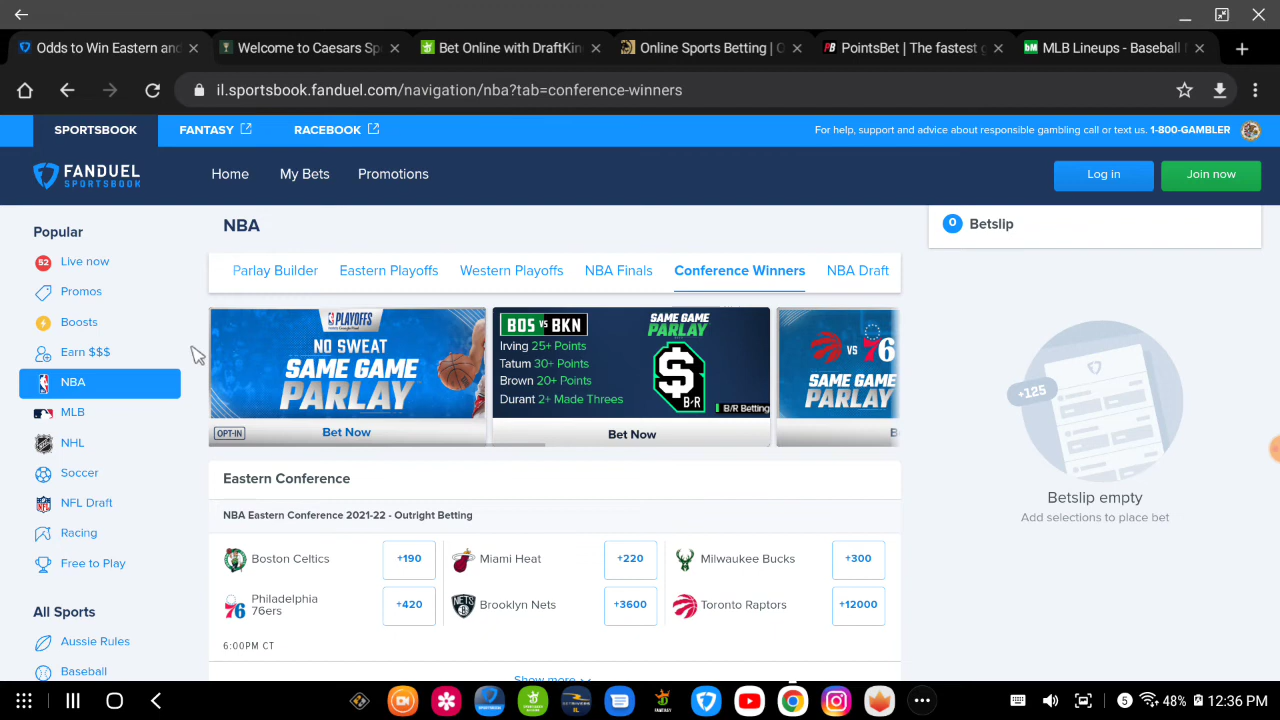 Odds to Win Eastern and
Welcome to Caesars Sp
Bet Online with DraftKin
Online Sports Betting | O
PointsBet | The fastest g
bM MLB Lineups - Baseball
il.sportsbook.fanduel.com/navigation/nba?tab=conference-winners
SPORTSBOOK FANTASY RACEBOOK
For help, support and advice about responsible gambling call or text us. 1-800-GAMBLER
FANDUEL
SPORTSBOOK
Home My Bets Promotions
Log in Join now
Popular
52 Live now
Promos
Boosts
Earn $$$
NBA
MLB
NHL
Soccer
NFL Draft
Racing
Free to Play
All Sports
Aussie Rules
Baseball
NBA
Parlay Builder Eastern Playoffs Western Playoffs NBA Finals Conference Winners NBA Draft
PLAYOFFS
NO SWEAT
SAME GAME
PARLAY
OPT-IN Bet Now
BOS VS BKN
Irving 25+ Points
Tatum 30+ Points
Brown 20+ Points
Durant 2+ Made Threes
SAME GAME
PARLAY
B/R
B/R Betting
Bet Now
VS 76
SAME GAME
PARLAY
B
Eastern Conference
NBA Eastern Conference 2021-22 - Outright Betting
Boston Celtics +190 Miami Heat +220 Milwaukee Bucks +300
Philadelphia
76ers +420 Brooklyn Nets +3600 Toronto Raptors +12000
6:00PM CT
Show more
0 Betslip
+125
Betslip empty
Add selections to place bet
5 48% 12:36 PM